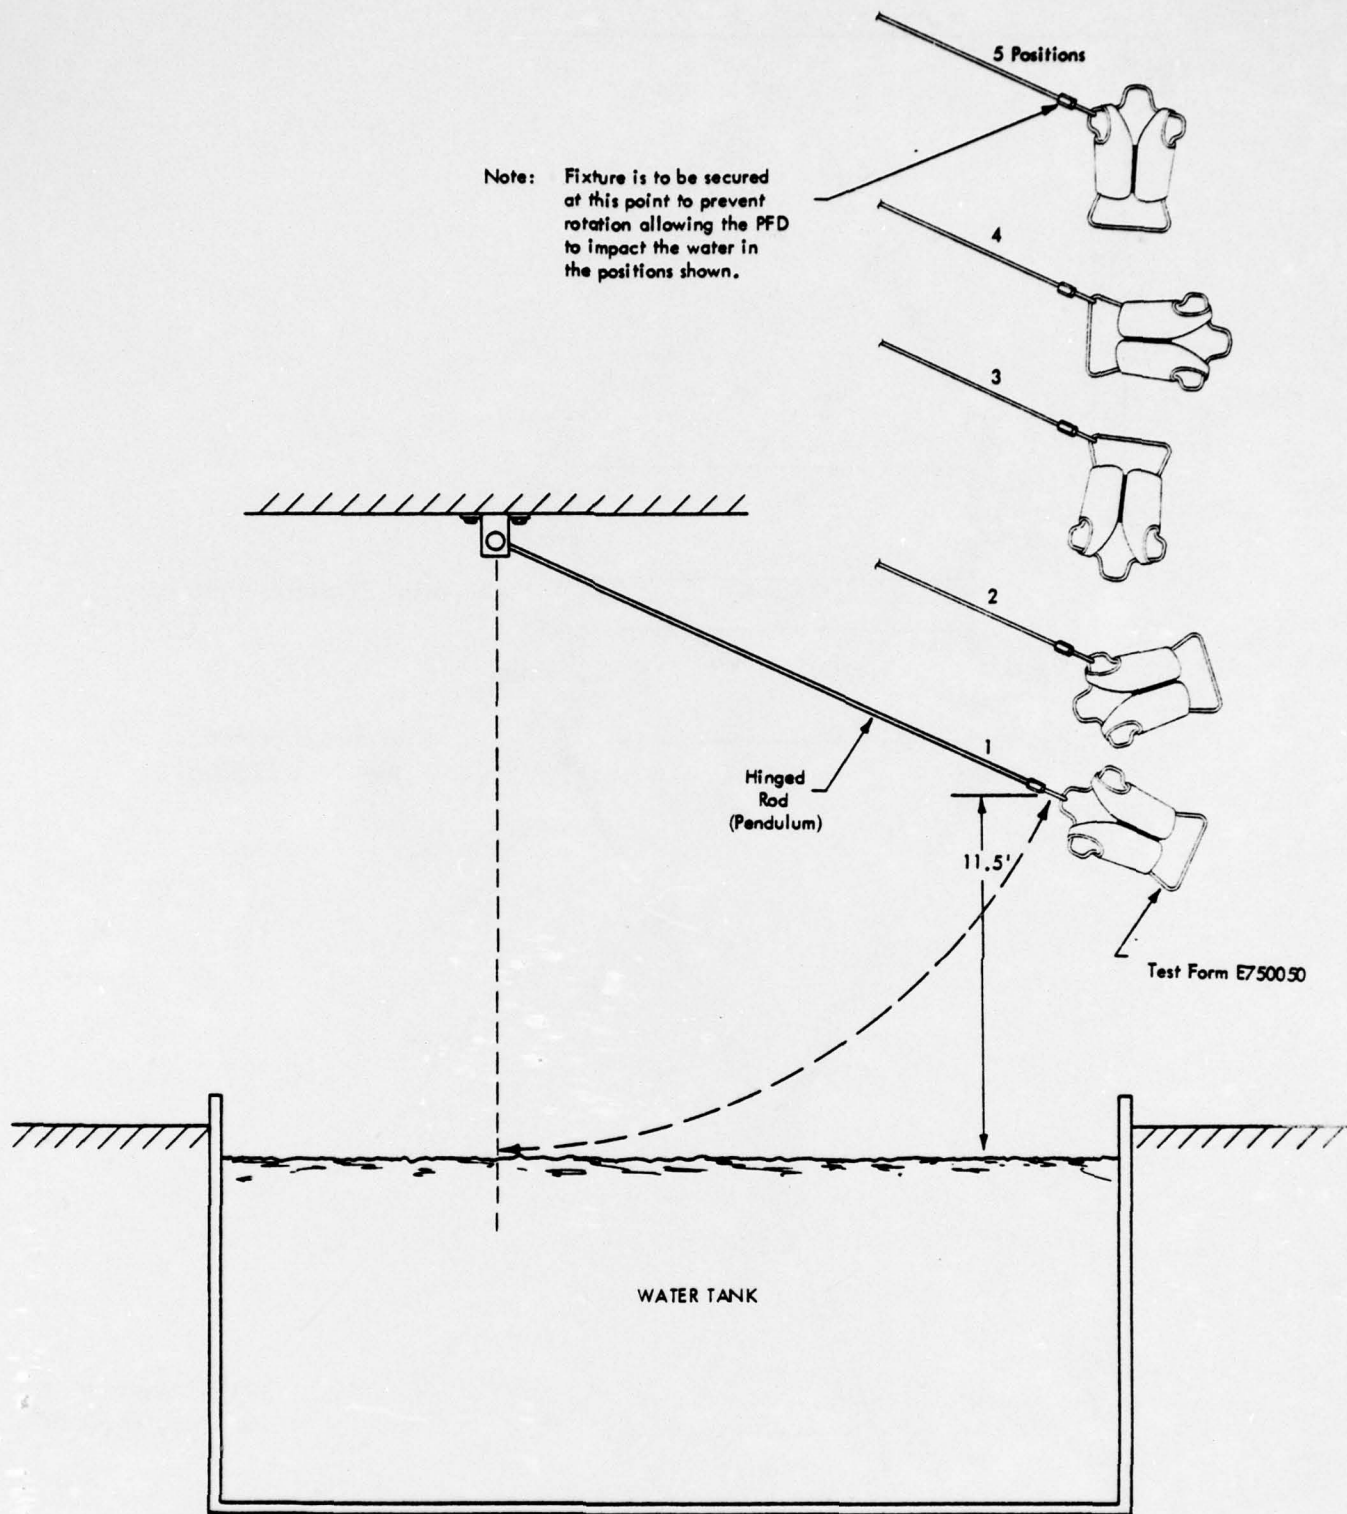 5 Positions
Note: Fixture is to be secured
at this point to prevent
rotation allowing the PFD
to impact the water in
the positions shown.
4
3
2
1
Hinged
Rod
(Pendulum)
11.5'
Test Form E750050
WATER TANK